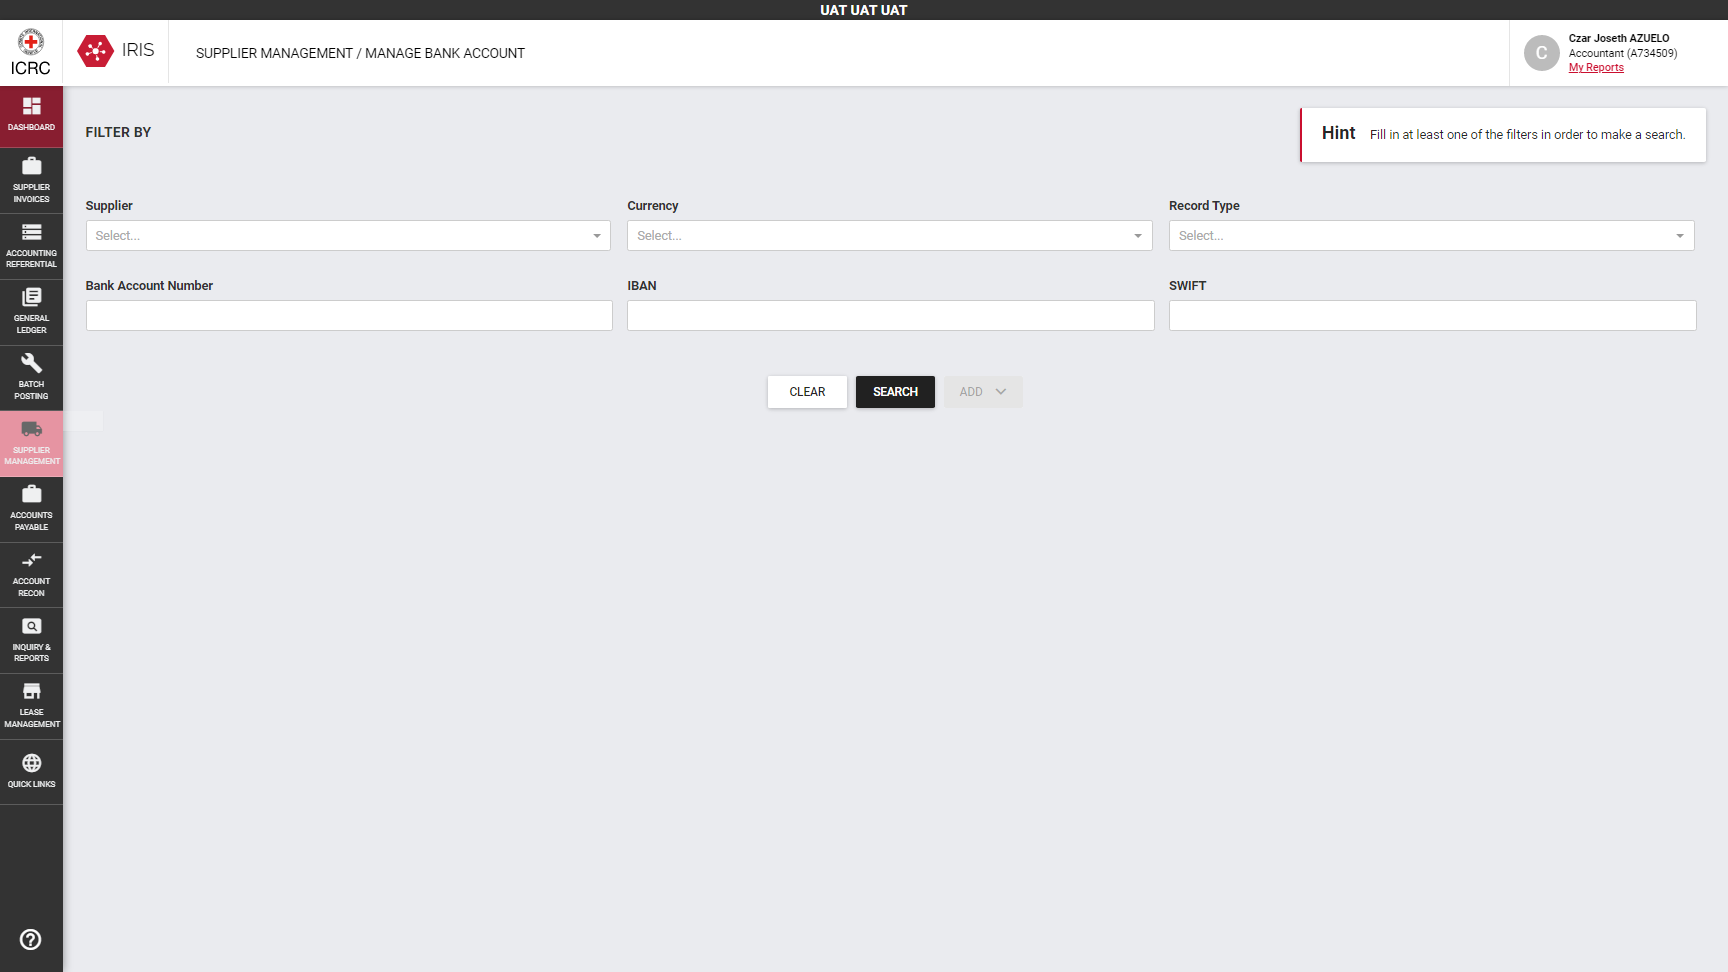 UAT UAT UAT
ICRC
IRIS
SUPPLIER MANAGEMENT / MANAGE BANK ACCOUNT
C
Czar Joseth AZUELO
Accountant (A734509)
My Reports
DASHBOARD
SUPPLIER
INVOICES
ACCOUNTING
REFERENTIAL
GENERAL
LEDGER
BATCH
POSTING
SUPPLIER
MANAGEMENT
ACCOUNTS
PAYABLE
ACCOUNT
RECON
INQUIRY &
REPORTS
LEASE
MANAGEMENT
QUICK LINKS
FILTER BY
Hint Fill in at least one of the filters in order to make a search.
Supplier
Select...
Currency
Select...
Record Type
Select...
Bank Account Number
IBAN
SWIFT
CLEAR
SEARCH
ADD